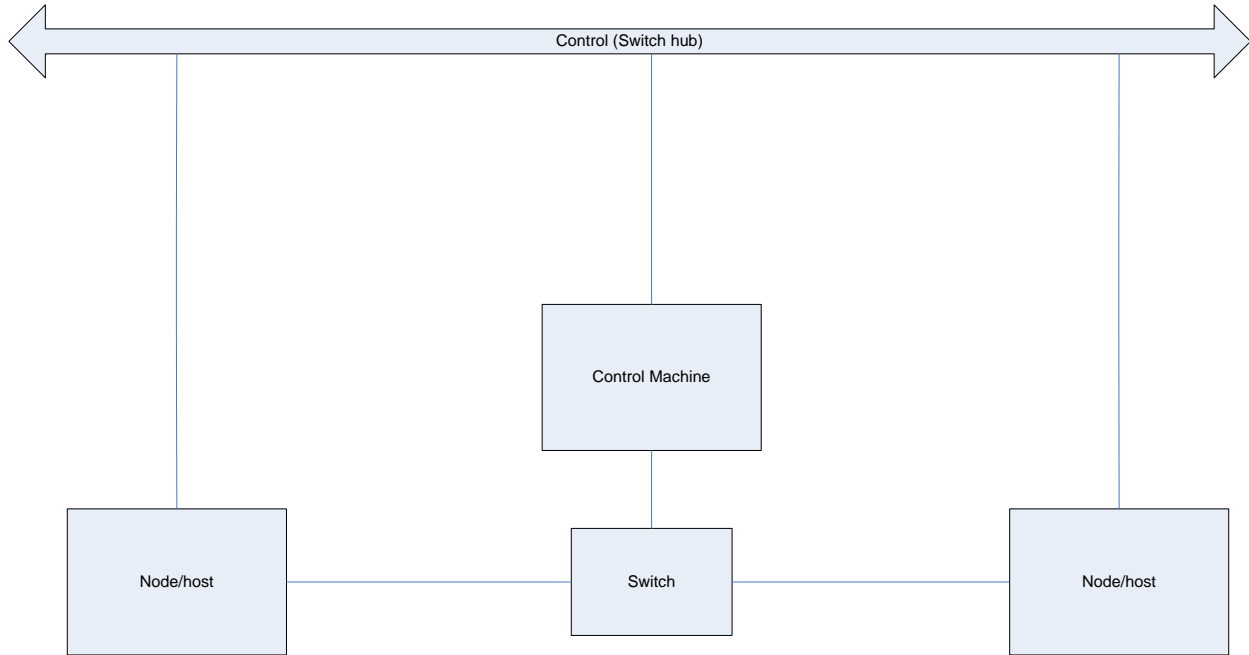 Control (Switch hub)
Control Machine
Node/host
Switch
Node/host